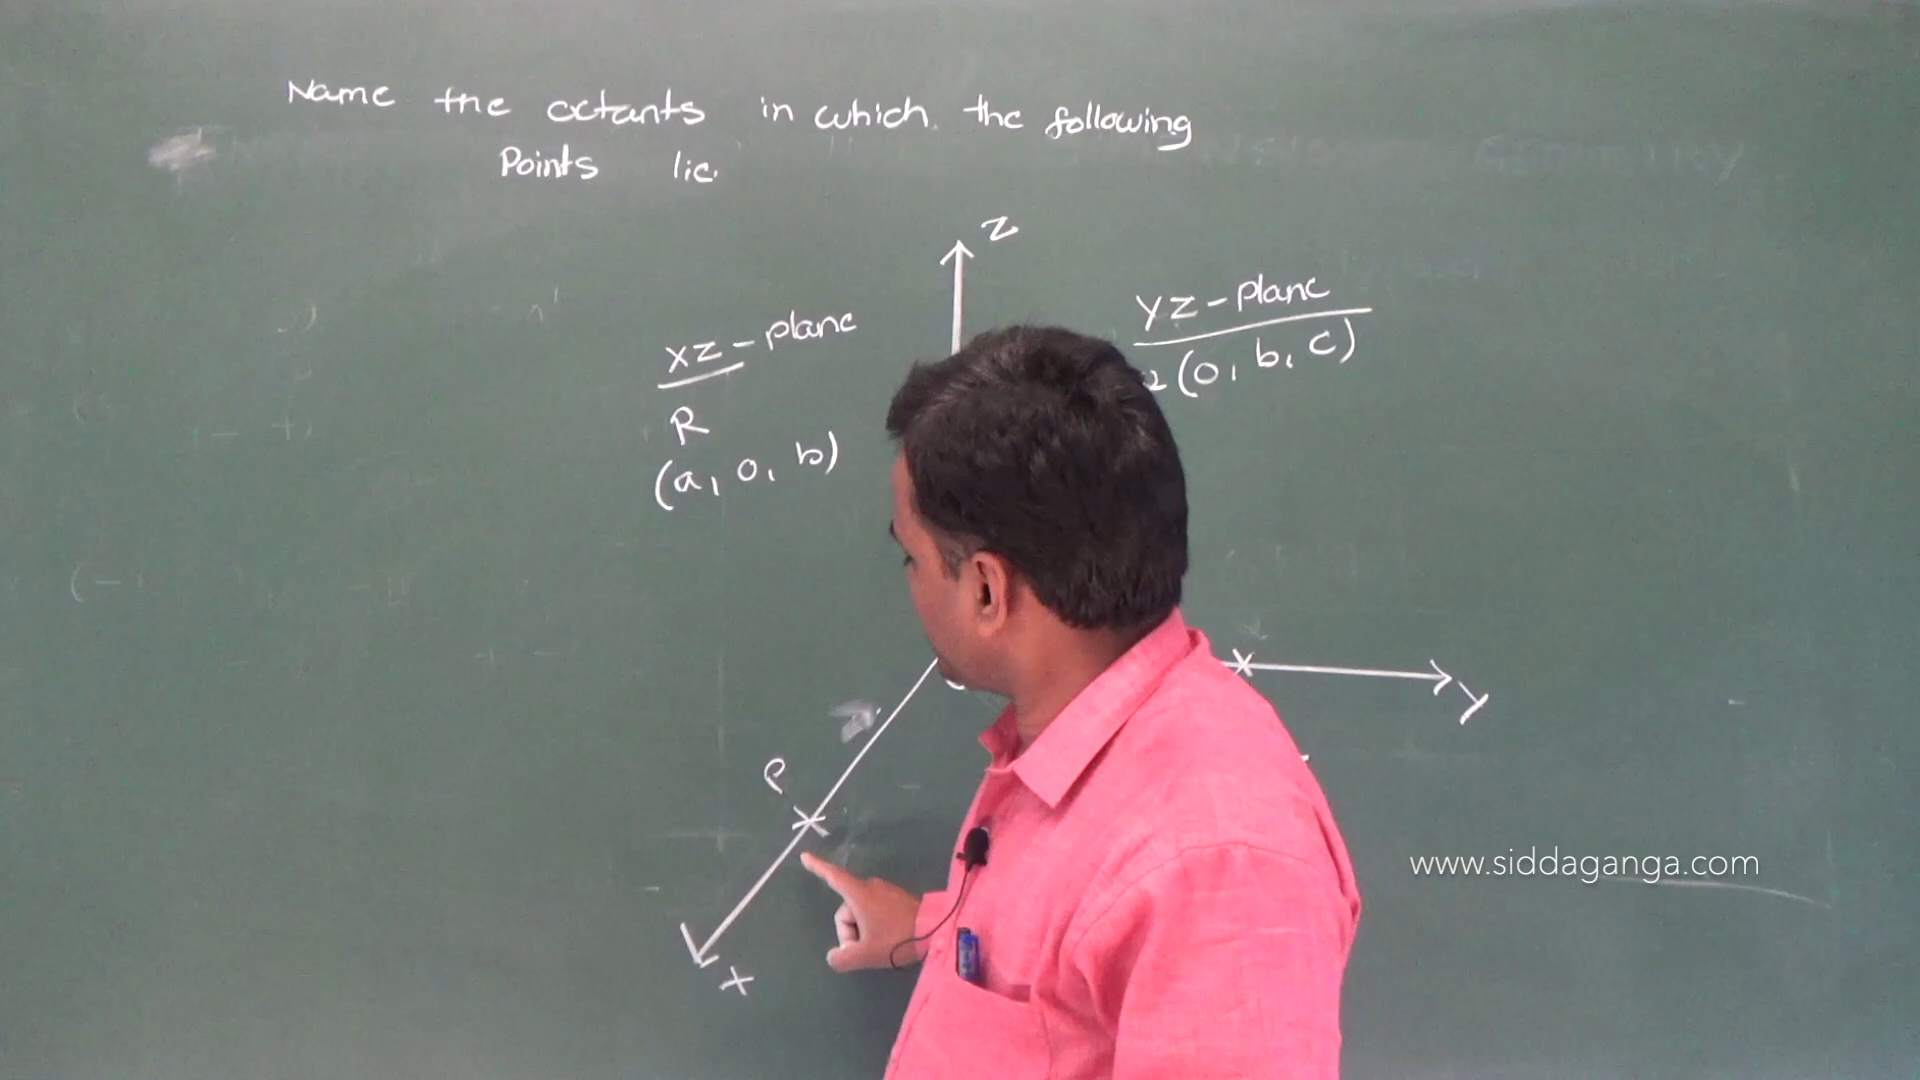 Name the octants in which the following
Points lie.
Z
XZ-plane
YZ-plane
R
(a, 0, b)
(0, b, c)
Y
P
www.siddaganga.com
X